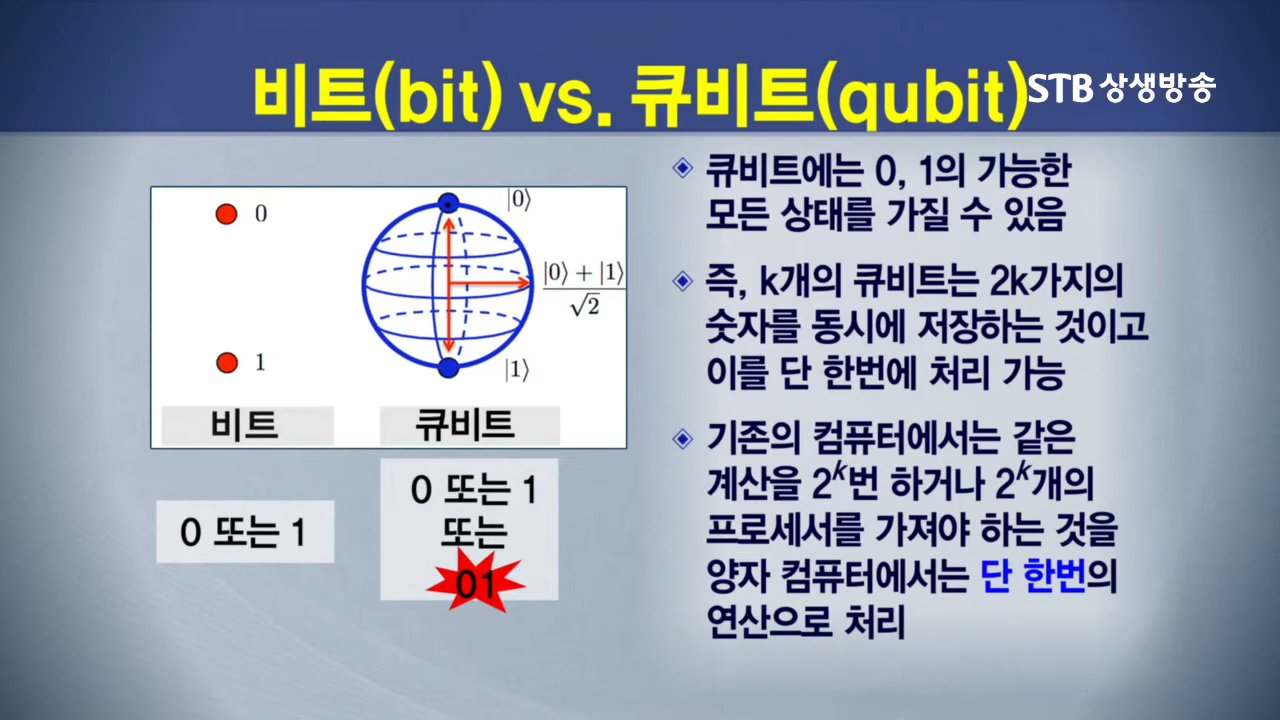 비트(bit) vs. 큐비트(qubit)
STB 상생방송
0
1
비트
|0⟩
|0⟩ + |1⟩
√2
|1⟩
큐비트
0 또는 1
0 또는 1
또는
01
큐비트에는 0, 1의 가능한
모든 상태를 가질 수 있음
즉, k개의 큐비트는 2k가지의
숫자를 동시에 저장하는 것이고
이를 단 한번에 처리 가능
기존의 컴퓨터에서는 같은
계산을 2ᵏ번 하거나 2ᵏ개의
프로세서를 가져야 하는 것을
양자 컴퓨터에서는 단 한번의
연산으로 처리